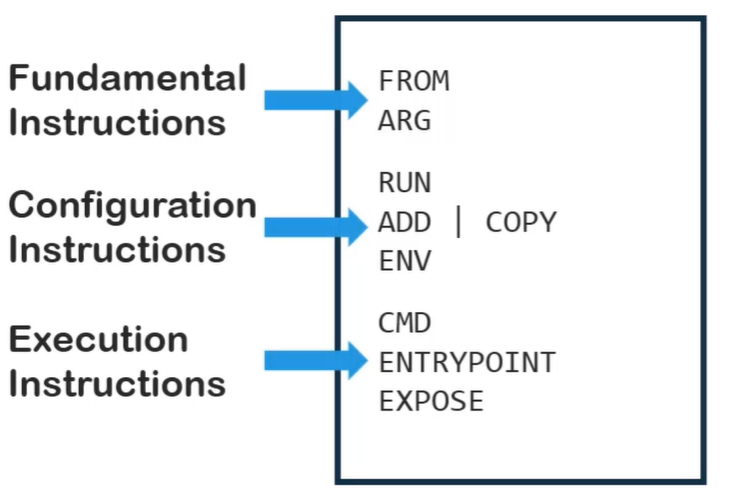 Fundamental
Instructions
FROM
ARG
Configuration
Instructions
RUN
ADD | COPY
ENV
Execution
Instructions
CMD
ENTRYPOINT
EXPOSE